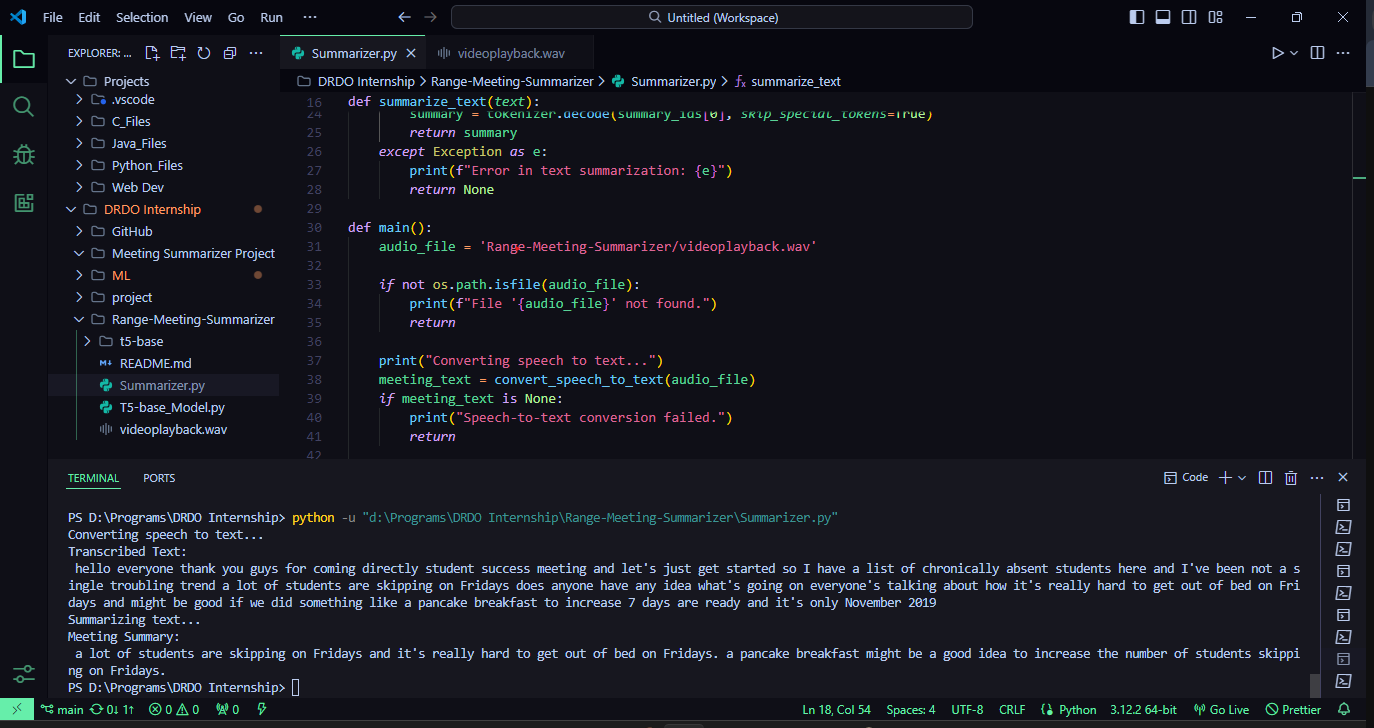 File Edit Selection View Go Run ··· Untitled (Workspace)
EXPLORER: ...
Summarizer.py
videoplayback.wav
DRDO Internship > Range-Meeting-Summarizer > Summarizer.py > summarize_text
Projects
.vscode
C_Files
Java_Files
Python_Files
Web Dev
DRDO Internship
GitHub
Meeting Summarizer Project
ML
project
Range-Meeting-Summarizer
t5-base
README.md
Summarizer.py
T5-base_Model.py
videoplayback.wav
16 def summarize_text(text):
24 summary = tokenizer.decode(summary_ids[0], skip_special_tokens=True)
25 return summary
26 except Exception as e:
27 print(f"Error in text summarization: {e}")
28 return None
29
30 def main():
31 audio_file = 'Range-Meeting-Summarizer/videoplayback.wav'
32
33 if not os.path.isfile(audio_file):
34 print(f"File '{audio_file}' not found.")
35 return
36
37 print("Converting speech to text...")
38 meeting_text = convert_speech_to_text(audio_file)
39 if meeting_text is None:
40 print("Speech-to-text conversion failed.")
41 return
42
TERMINAL PORTS
Code
PS D:\Programs\DRDO Internship> python -u "d:\Programs\DRDO Internship\Range-Meeting-Summarizer\Summarizer.py"
Converting speech to text...
Transcribed Text:
hello everyone thank you guys for coming directly student success meeting and let's just get started so I have a list of chronically absent students here and I've been not a s
ingle troubling trend a lot of students are skipping on Fridays does anyone have any idea what's going on everyone's talking about how it's really hard to get out of bed on Fri
days and might be good if we did something like a pancake breakfast to increase 7 days are ready and it's only November 2019
Summarizing text...
Meeting Summary:
a lot of students are skipping on Fridays and it's really hard to get out of bed on Fridays. a pancake breakfast might be a good idea to increase the number of students skippi
ng on Fridays.
PS D:\Programs\DRDO Internship>
main 0↓ 1↑ 0 0 0 Ln 18, Col 54 Spaces: 4 UTF-8 CRLF Python 3.12.2 64-bit Go Live Prettier